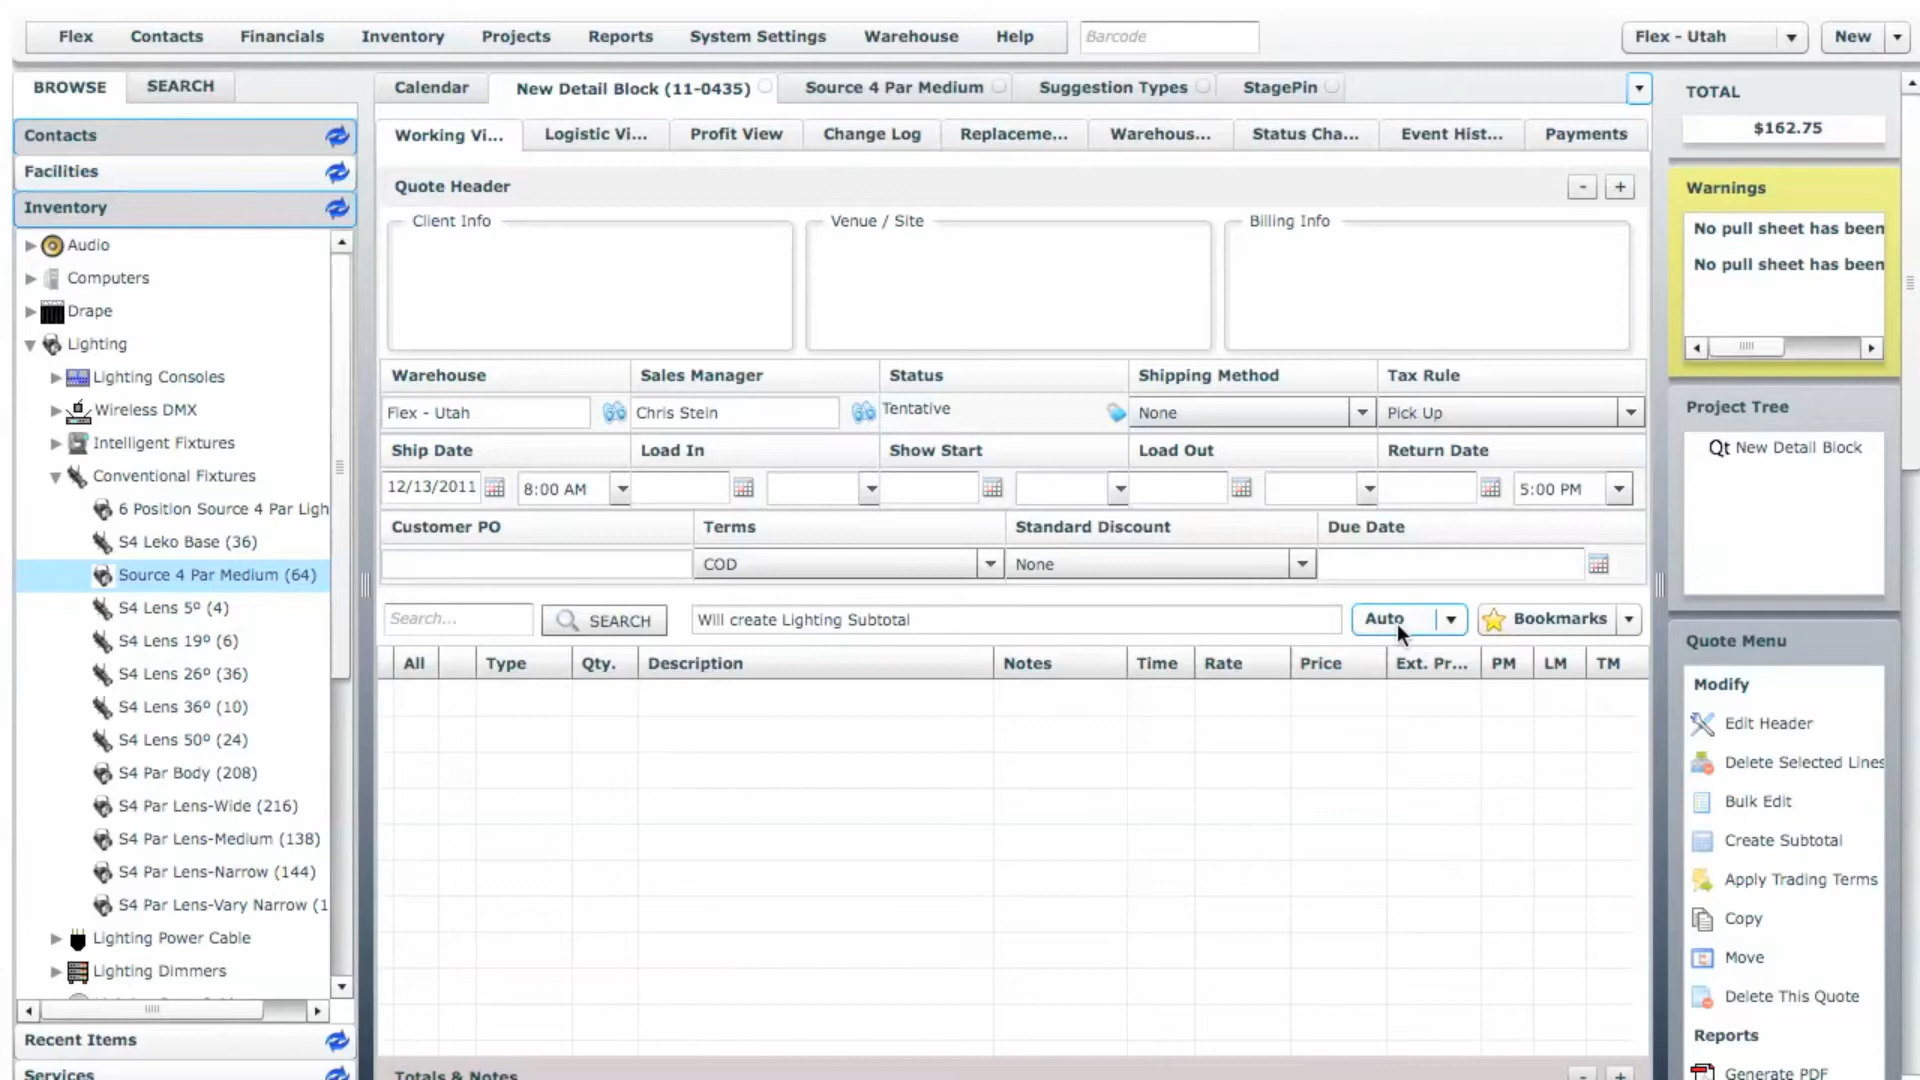 Flex Contacts Financials Inventory Projects Reports System Settings Warehouse Help Barcode Flex - Utah New
BROWSE SEARCH
Contacts
Facilities
Inventory
Audio
Computers
Drape
Lighting
Lighting Consoles
Wireless DMX
Intelligent Fixtures
Conventional Fixtures
6 Position Source 4 Par Ligh
S4 Leko Base (36)
Source 4 Par Medium (64)
S4 Lens 5º (4)
S4 Lens 19º (6)
S4 Lens 26º (36)
S4 Lens 36º (10)
S4 Lens 50º (24)
S4 Par Body (208)
S4 Par Lens-Wide (216)
S4 Par Lens-Medium (138)
S4 Par Lens-Narrow (144)
S4 Par Lens-Vary Narrow (1
Lighting Power Cable
Lighting Dimmers
Recent Items
Services
Calendar New Detail Block (11-0435) Source 4 Par Medium Suggestion Types StagePin
Working Vi... Logistic Vi... Profit View Change Log Replaceme... Warehous... Status Cha... Event Hist... Payments
Quote Header - +
Client Info Venue / Site Billing Info
Warehouse Sales Manager Status Shipping Method Tax Rule
Flex - Utah Chris Stein Tentative None Pick Up
Ship Date Load In Show Start Load Out Return Date
12/13/2011 8:00 AM 5:00 PM
Customer PO Terms Standard Discount Due Date
COD None
Search... SEARCH Will create Lighting Subtotal Auto Bookmarks
All Type Qty. Description Notes Time Rate Price Ext. Pr... PM LM TM
Totals & Notes - +
TOTAL
$162.75
Warnings
No pull sheet has been
No pull sheet has been
Project Tree
Qt New Detail Block
Quote Menu
Modify
Edit Header
Delete Selected Lines
Bulk Edit
Create Subtotal
Apply Trading Terms
Copy
Move
Delete This Quote
Reports
Generate PDF